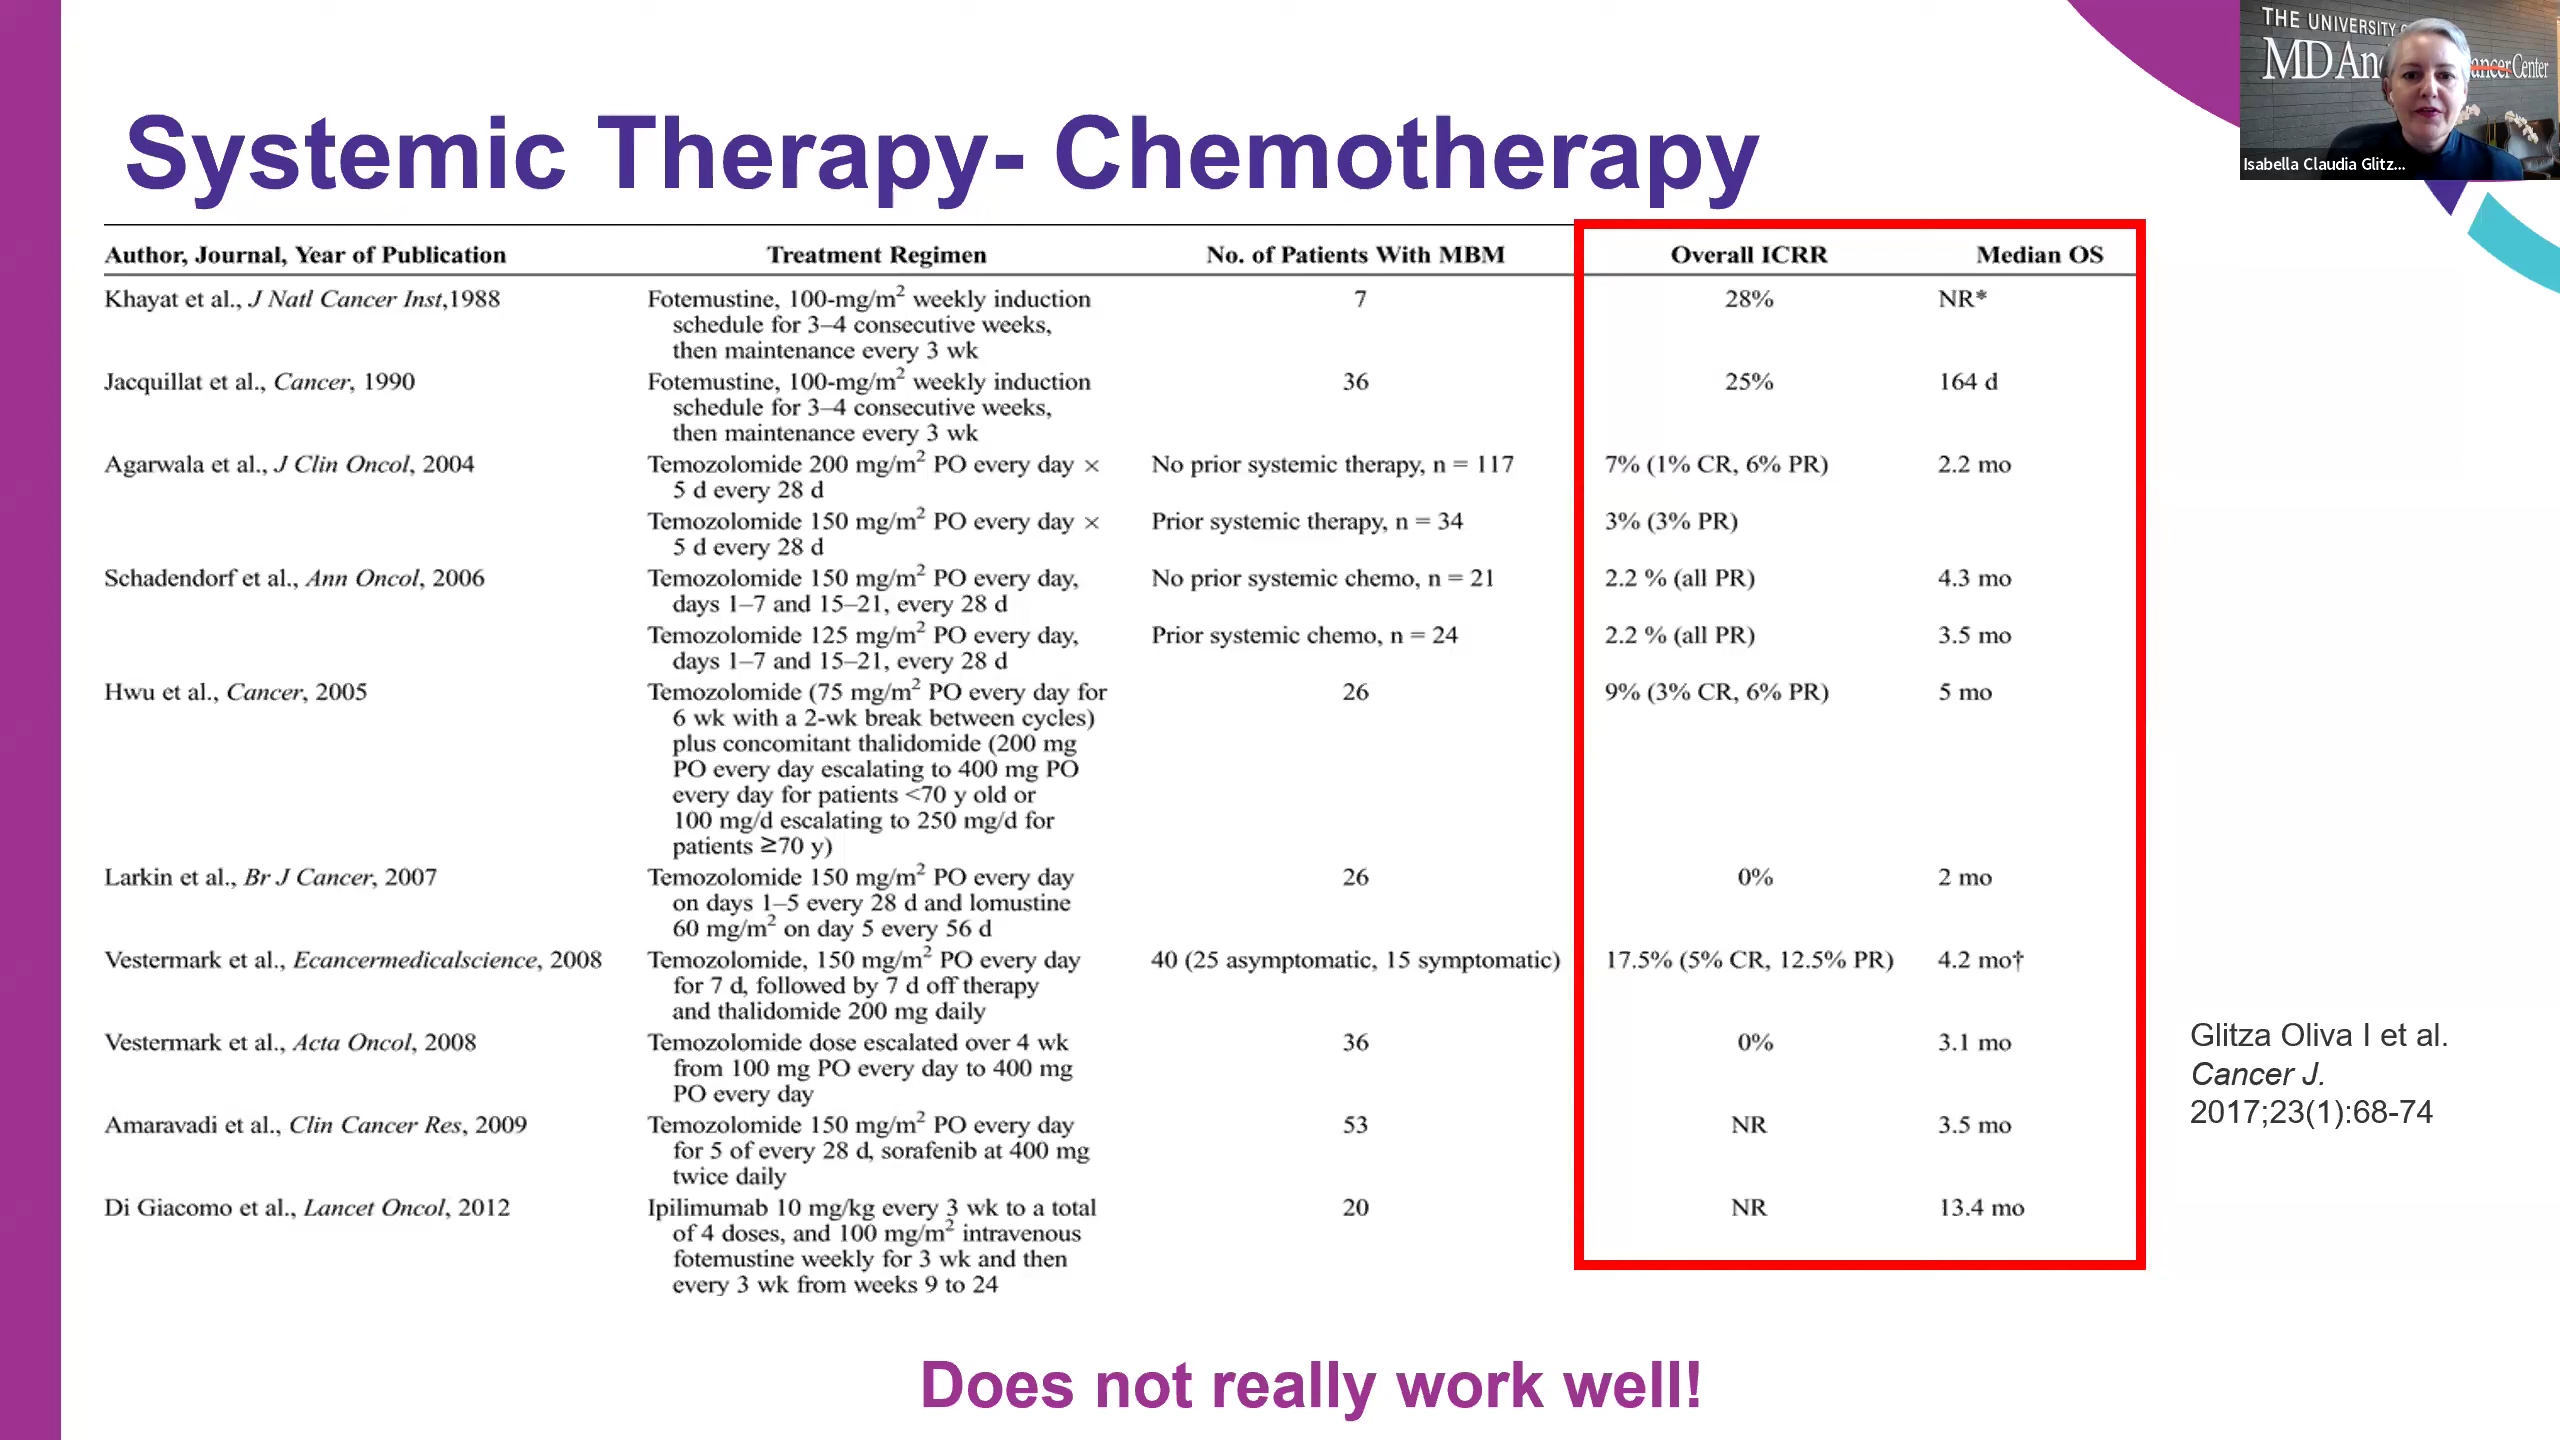 THE UNIVERSITY
MD An
ancer Center
Isabella Claudia Glitz...
Systemic Therapy- Chemotherapy
Author, Journal, Year of Publication Treatment Regimen No. of Patients With MBM Overall ICRR Median OS
Khayat et al., J Natl Cancer Inst,1988 Fotemustine, 100-mg/m² weekly induction 7 28% NR*
schedule for 3–4 consecutive weeks,
then maintenance every 3 wk
Jacquillat et al., Cancer, 1990 Fotemustine, 100-mg/m² weekly induction 36 25% 164 d
schedule for 3–4 consecutive weeks,
then maintenance every 3 wk
Agarwala et al., J Clin Oncol, 2004 Temozolomide 200 mg/m² PO every day × No prior systemic therapy, n = 117 7% (1% CR, 6% PR) 2.2 mo
5 d every 28 d
Temozolomide 150 mg/m² PO every day × Prior systemic therapy, n = 34 3% (3% PR)
5 d every 28 d
Schadendorf et al., Ann Oncol, 2006 Temozolomide 150 mg/m² PO every day, No prior systemic chemo, n = 21 2.2 % (all PR) 4.3 mo
days 1–7 and 15–21, every 28 d
Temozolomide 125 mg/m² PO every day, Prior systemic chemo, n = 24 2.2 % (all PR) 3.5 mo
days 1–7 and 15–21, every 28 d
Hwu et al., Cancer, 2005 Temozolomide (75 mg/m² PO every day for 26 9% (3% CR, 6% PR) 5 mo
6 wk with a 2-wk break between cycles)
plus concomitant thalidomide (200 mg
PO every day escalating to 400 mg PO
every day for patients <70 y old or
100 mg/d escalating to 250 mg/d for
patients ≥70 y)
Larkin et al., Br J Cancer, 2007 Temozolomide 150 mg/m² PO every day 26 0% 2 mo
on days 1–5 every 28 d and lomustine
60 mg/m² on day 5 every 56 d
Vestermark et al., Ecancermedicalscience, 2008 Temozolomide, 150 mg/m² PO every day 40 (25 asymptomatic, 15 symptomatic) 17.5% (5% CR, 12.5% PR) 4.2 mo†
for 7 d, followed by 7 d off therapy
and thalidomide 200 mg daily
Vestermark et al., Acta Oncol, 2008 Temozolomide dose escalated over 4 wk 36 0% 3.1 mo
from 100 mg PO every day to 400 mg
PO every day
Amaravadi et al., Clin Cancer Res, 2009 Temozolomide 150 mg/m² PO every day 53 NR 3.5 mo
for 5 of every 28 d, sorafenib at 400 mg
twice daily
Di Giacomo et al., Lancet Oncol, 2012 Ipilimumab 10 mg/kg every 3 wk to a total 20 NR 13.4 mo
of 4 doses, and 100 mg/m² intravenous
fotemustine weekly for 3 wk and then
every 3 wk from weeks 9 to 24
Glitza Oliva I et al.
Cancer J.
2017;23(1):68-74
Does not really work well!